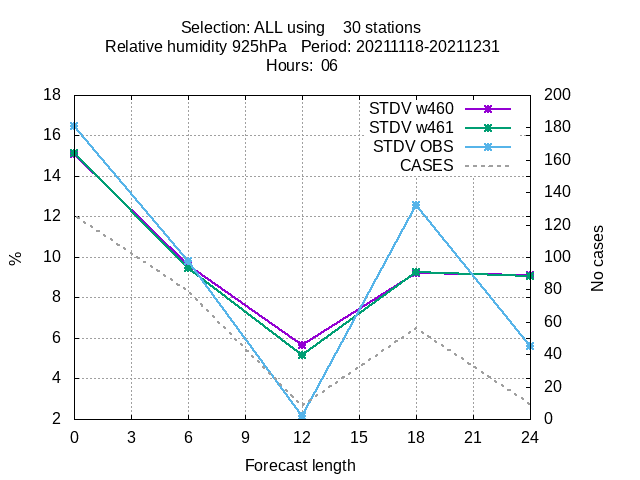 Selection: ALL using    30 stations
Relative humidity 925hPa   Period: 20211118-20211231
Hours:  06
STDV w460
STDV w461
STDV OBS
CASES
18
16
14
12
10
8
6
4
2
%
200
180
160
140
120
100
80
60
40
20
0
No cases
0 3 6 9 12 15 18 21 24
Forecast length